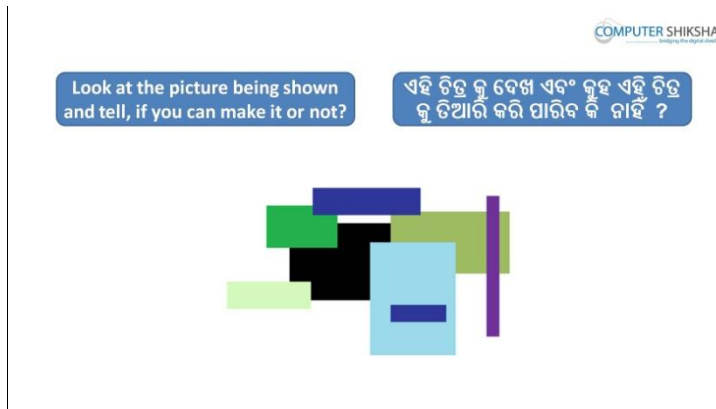 COMPUTER SHIKSHA
bridging the digital divide
Look at the picture being shown
and tell, if you can make it or not?
ଏହି ଚିତ୍ର କୁ ଦେଖ ଏବଂ କୁହ ଏହି ଚିତ୍ର
କୁ ତିଆରି କରି ପାରିବ କି ନାହିଁ ?